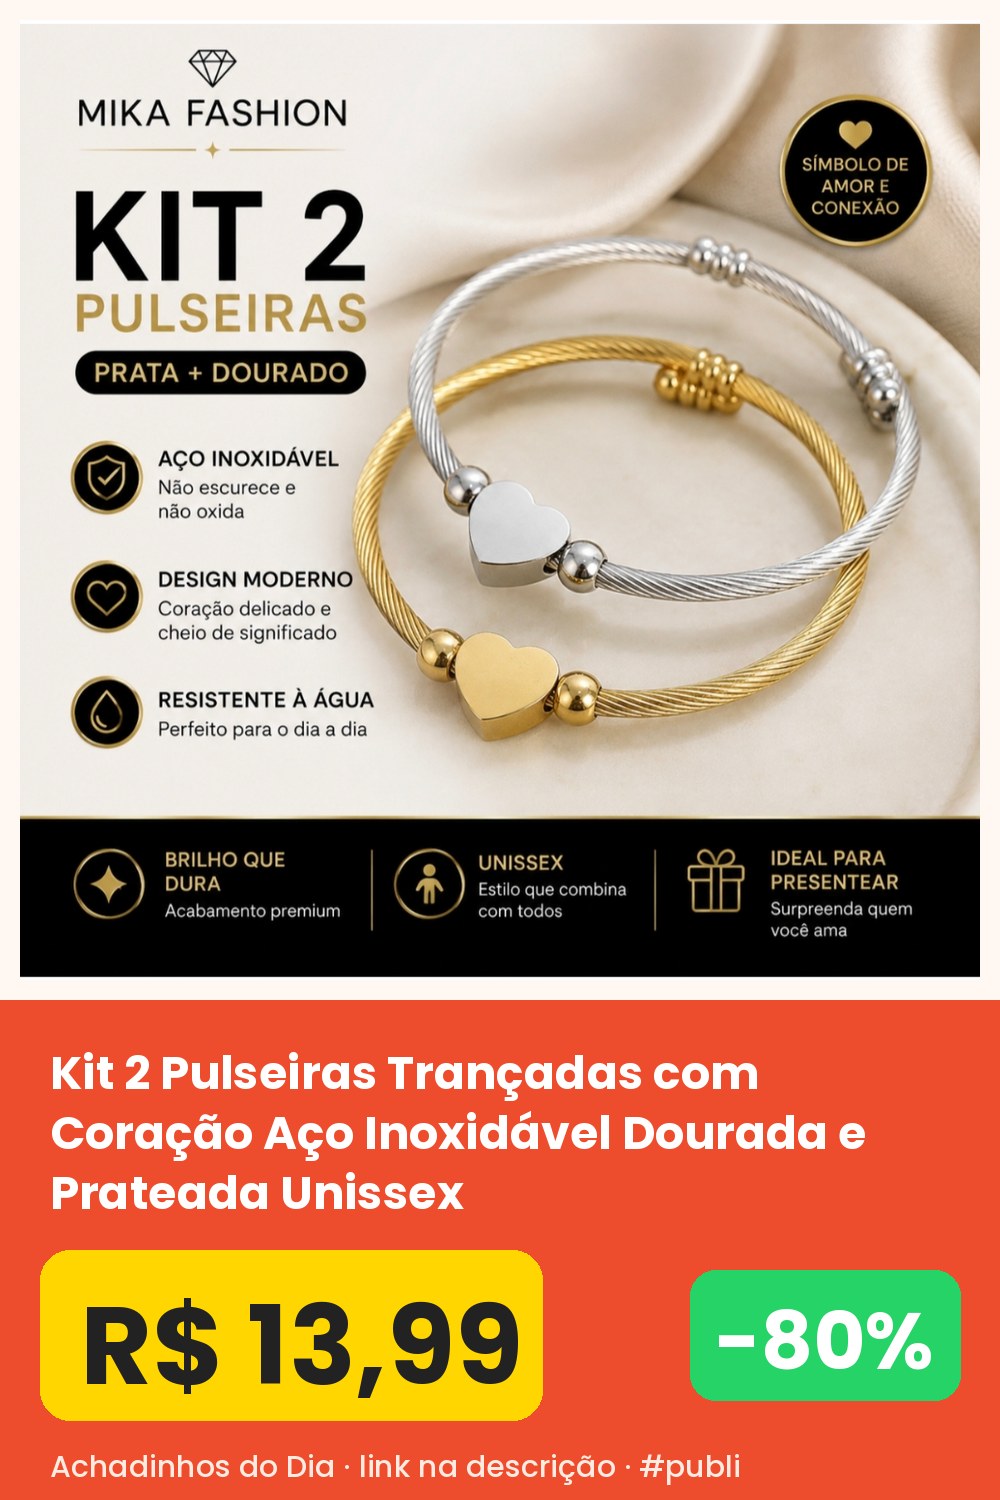 MIKA FASHION
KIT 2
PULSEIRAS
PRATA + DOURADO
SÍMBOLO DE
AMOR E
CONEXÃO
AÇO INOXIDÁVEL
Não escurece e
não oxida
DESIGN MODERNO
Coração delicado e
cheio de significado
RESISTENTE À ÁGUA
Perfeito para o dia a dia
BRILHO QUE
DURA
Acabamento premium
UNISSEX
Estilo que combina
com todos
IDEAL PARA
PRESENTEAR
Surpreenda quem
você ama
Kit 2 Pulseiras Trançadas com
Coração Aço Inoxidável Dourada e
Prateada Unissex
R$ 13,99
-80%
Achadinhos do Dia · link na descrição · #publi